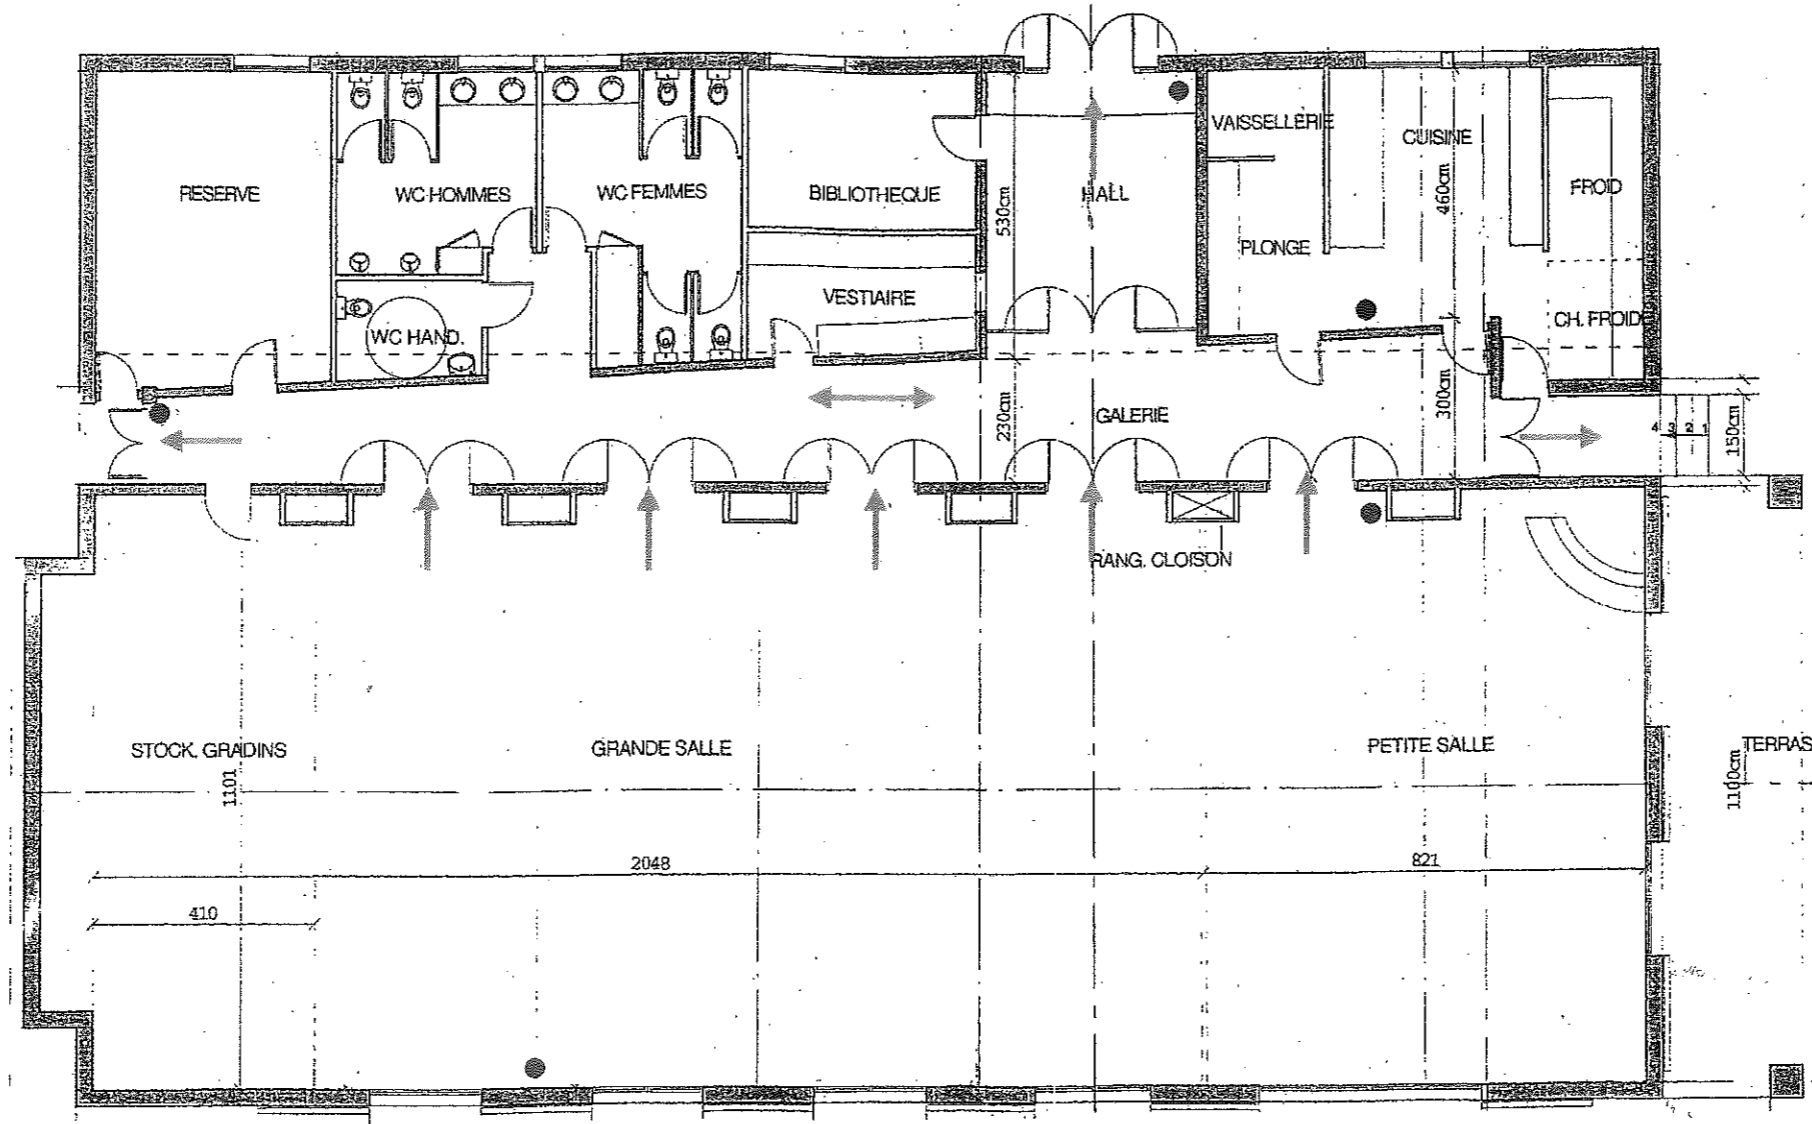 VAISSELLERIE
CUISINE
RESERVE
WC HOMMES
WC FEMMES
BIBLIOTHEQUE
HALL
FROID
530cm
460cm
PLONGE
VESTIAIRE
WC HAND.
CH. FROID
230cm
GALERIE
300cm
4 3 2 1
150cm
RANG. CLOISON
STOCK. GRADINS
GRANDE SALLE
PETITE SALLE
TERRAS
1101
1100cm
2048
821
410